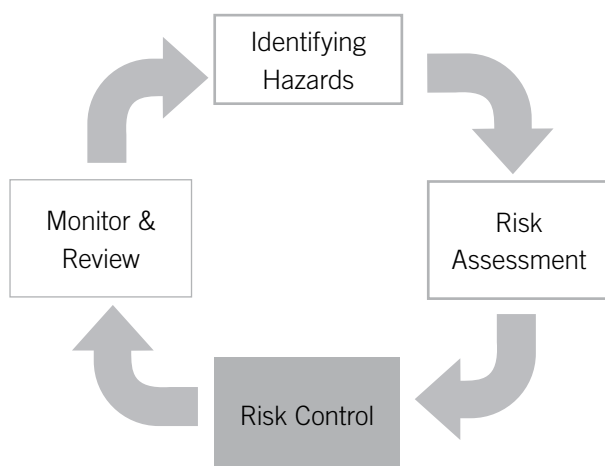 Identifying
Hazards
Risk
Assessment
Risk Control
Monitor &
Review